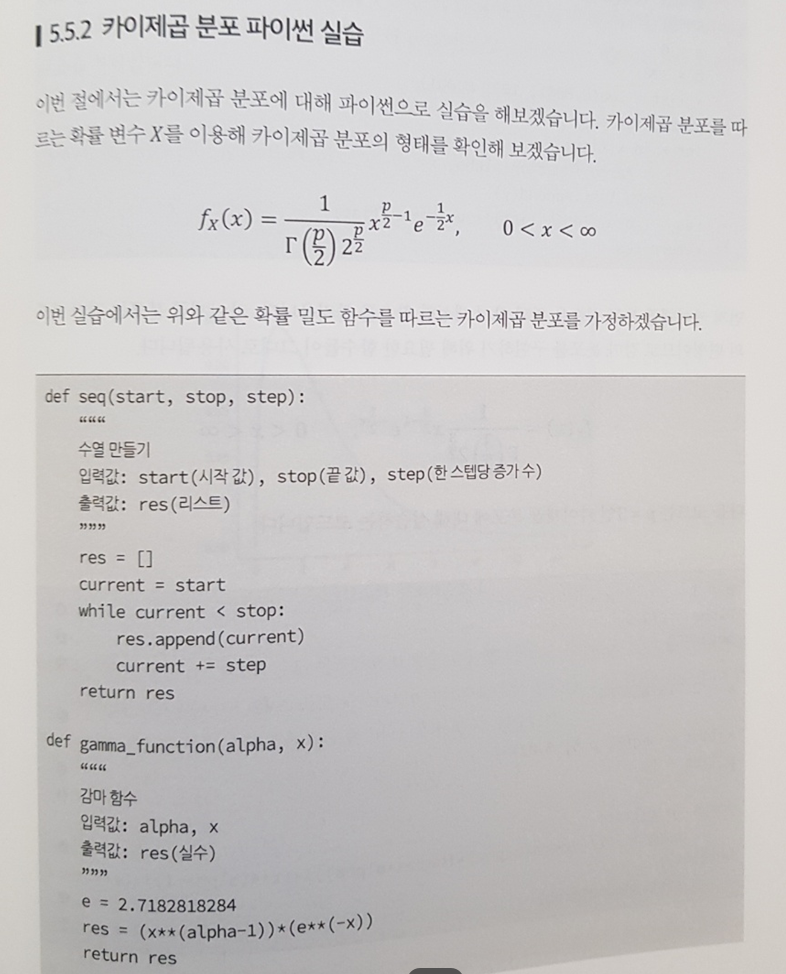 5.5.2 카이제곱 분포 파이썬 실습
이번 절에서는 카이제곱 분포에 대해 파이썬으로 실습을 해보겠습니다. 카이제곱 분포를 따
르는 확률 변수 X를 이용해 카이제곱 분포의 형태를 확인해 보겠습니다.
f_X(x) = \frac{1}{Γ(\frac{p}{2}) 2^{\frac{p}{2}}} x^{\frac{p}{2}-1} e^{-\frac{1}{2}x}, 0 < x < ∞
이번 실습에서는 위와 같은 확률 밀도 함수를 따르는 카이제곱 분포를 가정하겠습니다.
def seq(start, stop, step):
    “““
    수열 만들기
    입력값: start(시작 값), stop(끝 값), step(한 스텝당 증가 수)
    출력값: res(리스트)
    ”””
    res = []
    current = start
    while current < stop:
        res.append(current)
        current += step
    return res
def gamma_function(alpha, x):
    “““
    감마 함수
    입력값: alpha, x
    출력값: res(실수)
    ”””
    e = 2.7182818284
    res = (x**(alpha-1))*(e**(-x))
    return res